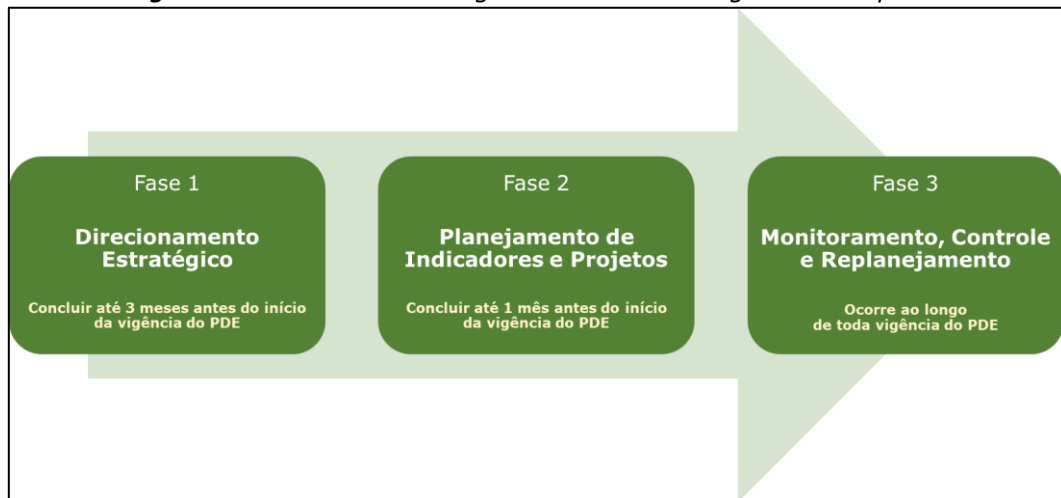 Fase 1
Direcionamento
Estratégico
Concluir até 3 meses antes do início
da vigência do PDE
Fase 2
Planejamento de
Indicadores e Projetos
Concluir até 1 mês antes do início
da vigência do PDE
Fase 3
Monitoramento, Controle
e Replanejamento
Ocorre ao longo
de toda vigência do PDE